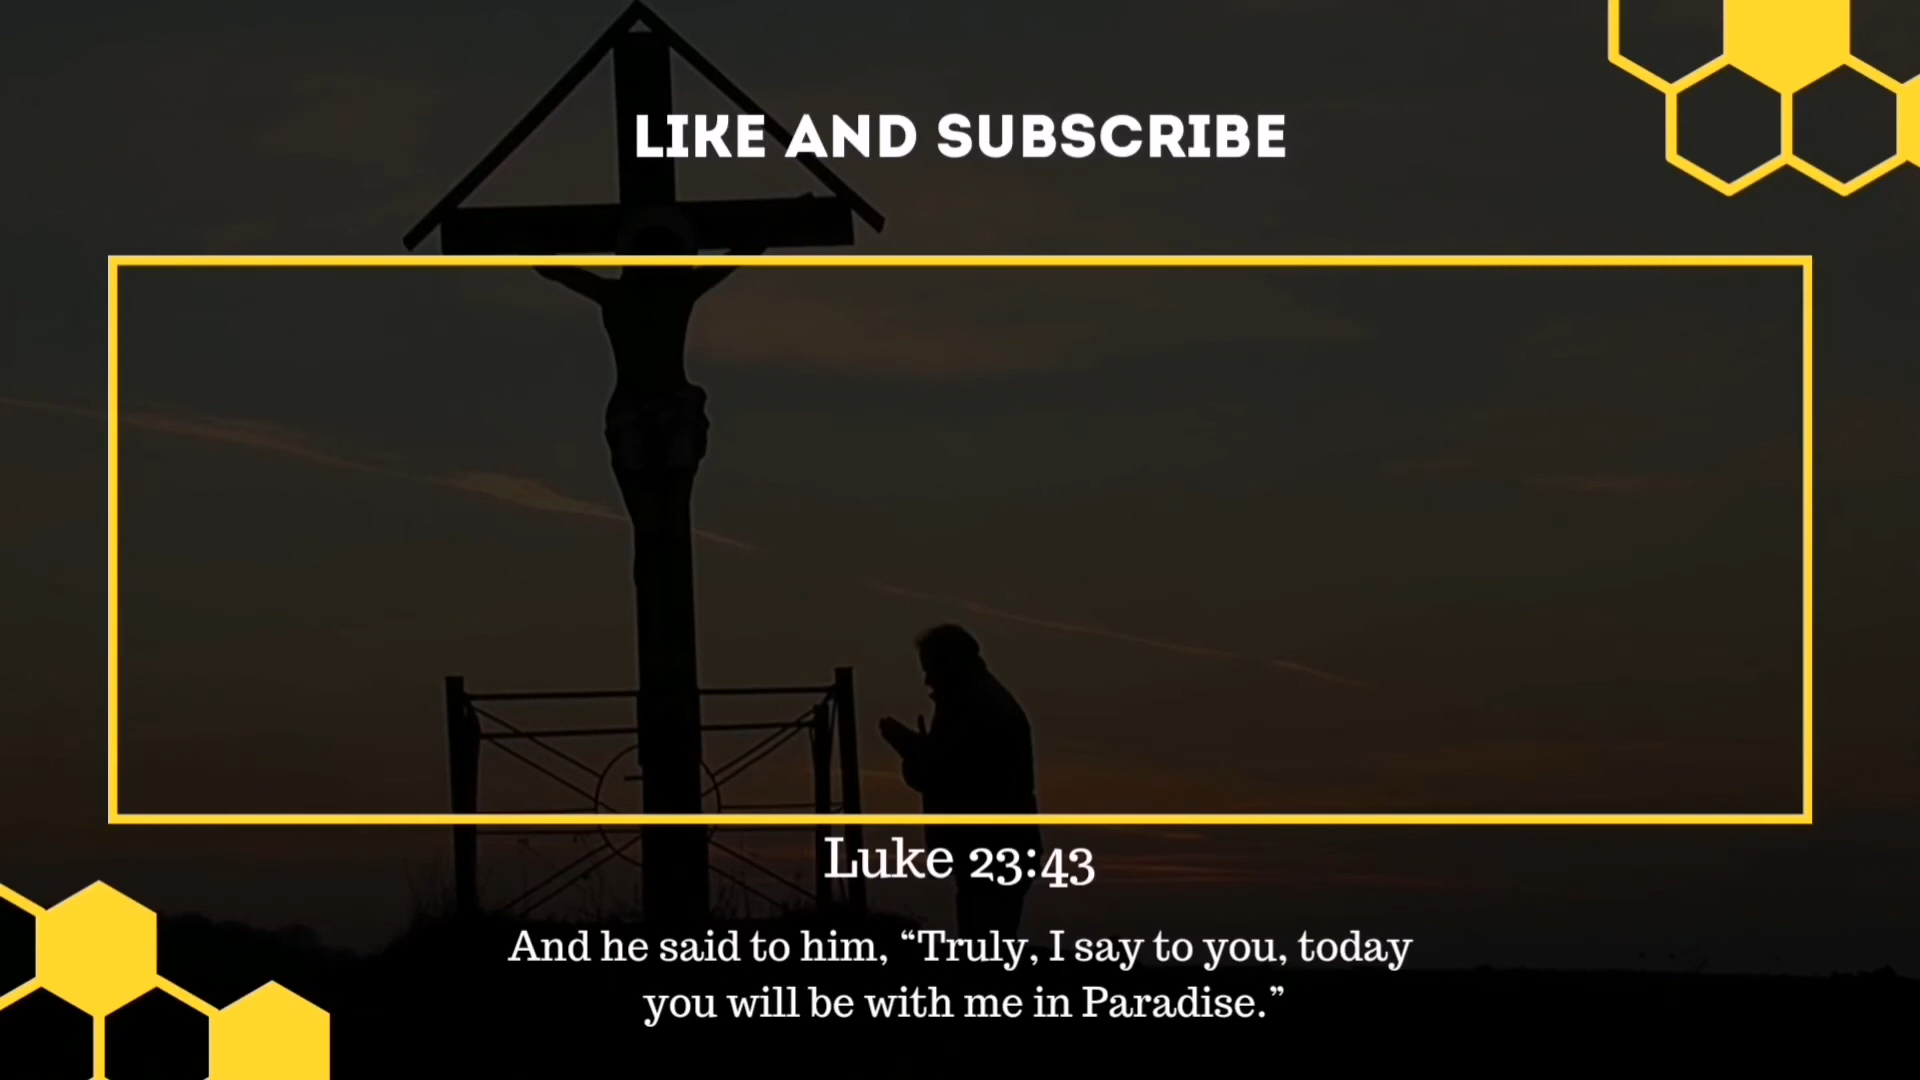 LIKE AND SUBSCRIBE
Luke 23:43
And he said to him, “Truly, I say to you, today
you will be with me in Paradise.”